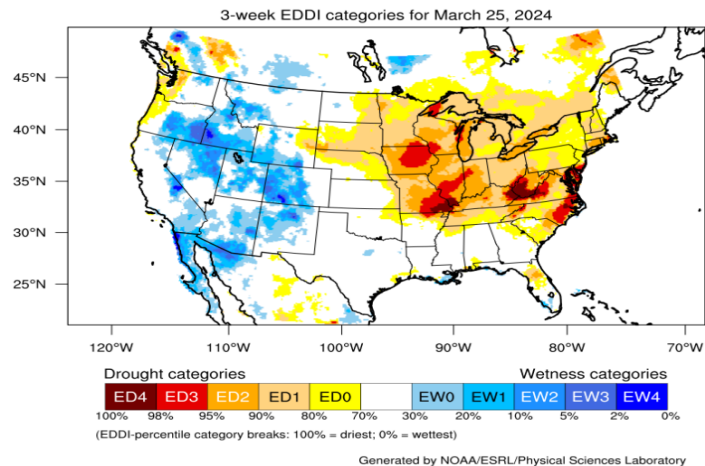 3-week EDDI categories for March 25, 2024
45°N
40°N
35°N
30°N
25°N
120°W 110°W 100°W 90°W 80°W 70°W
Drought categories Wetness categories
ED4 ED3 ED2 ED1 ED0 EW0 EW1 EW2 EW3 EW4
100% 98% 95% 90% 80% 70% 30% 20% 10% 5% 2% 0%
(EDDI-percentile category breaks: 100% = driest; 0% = wettest)
Generated by NOAA/ESRL/Physical Sciences Laboratory